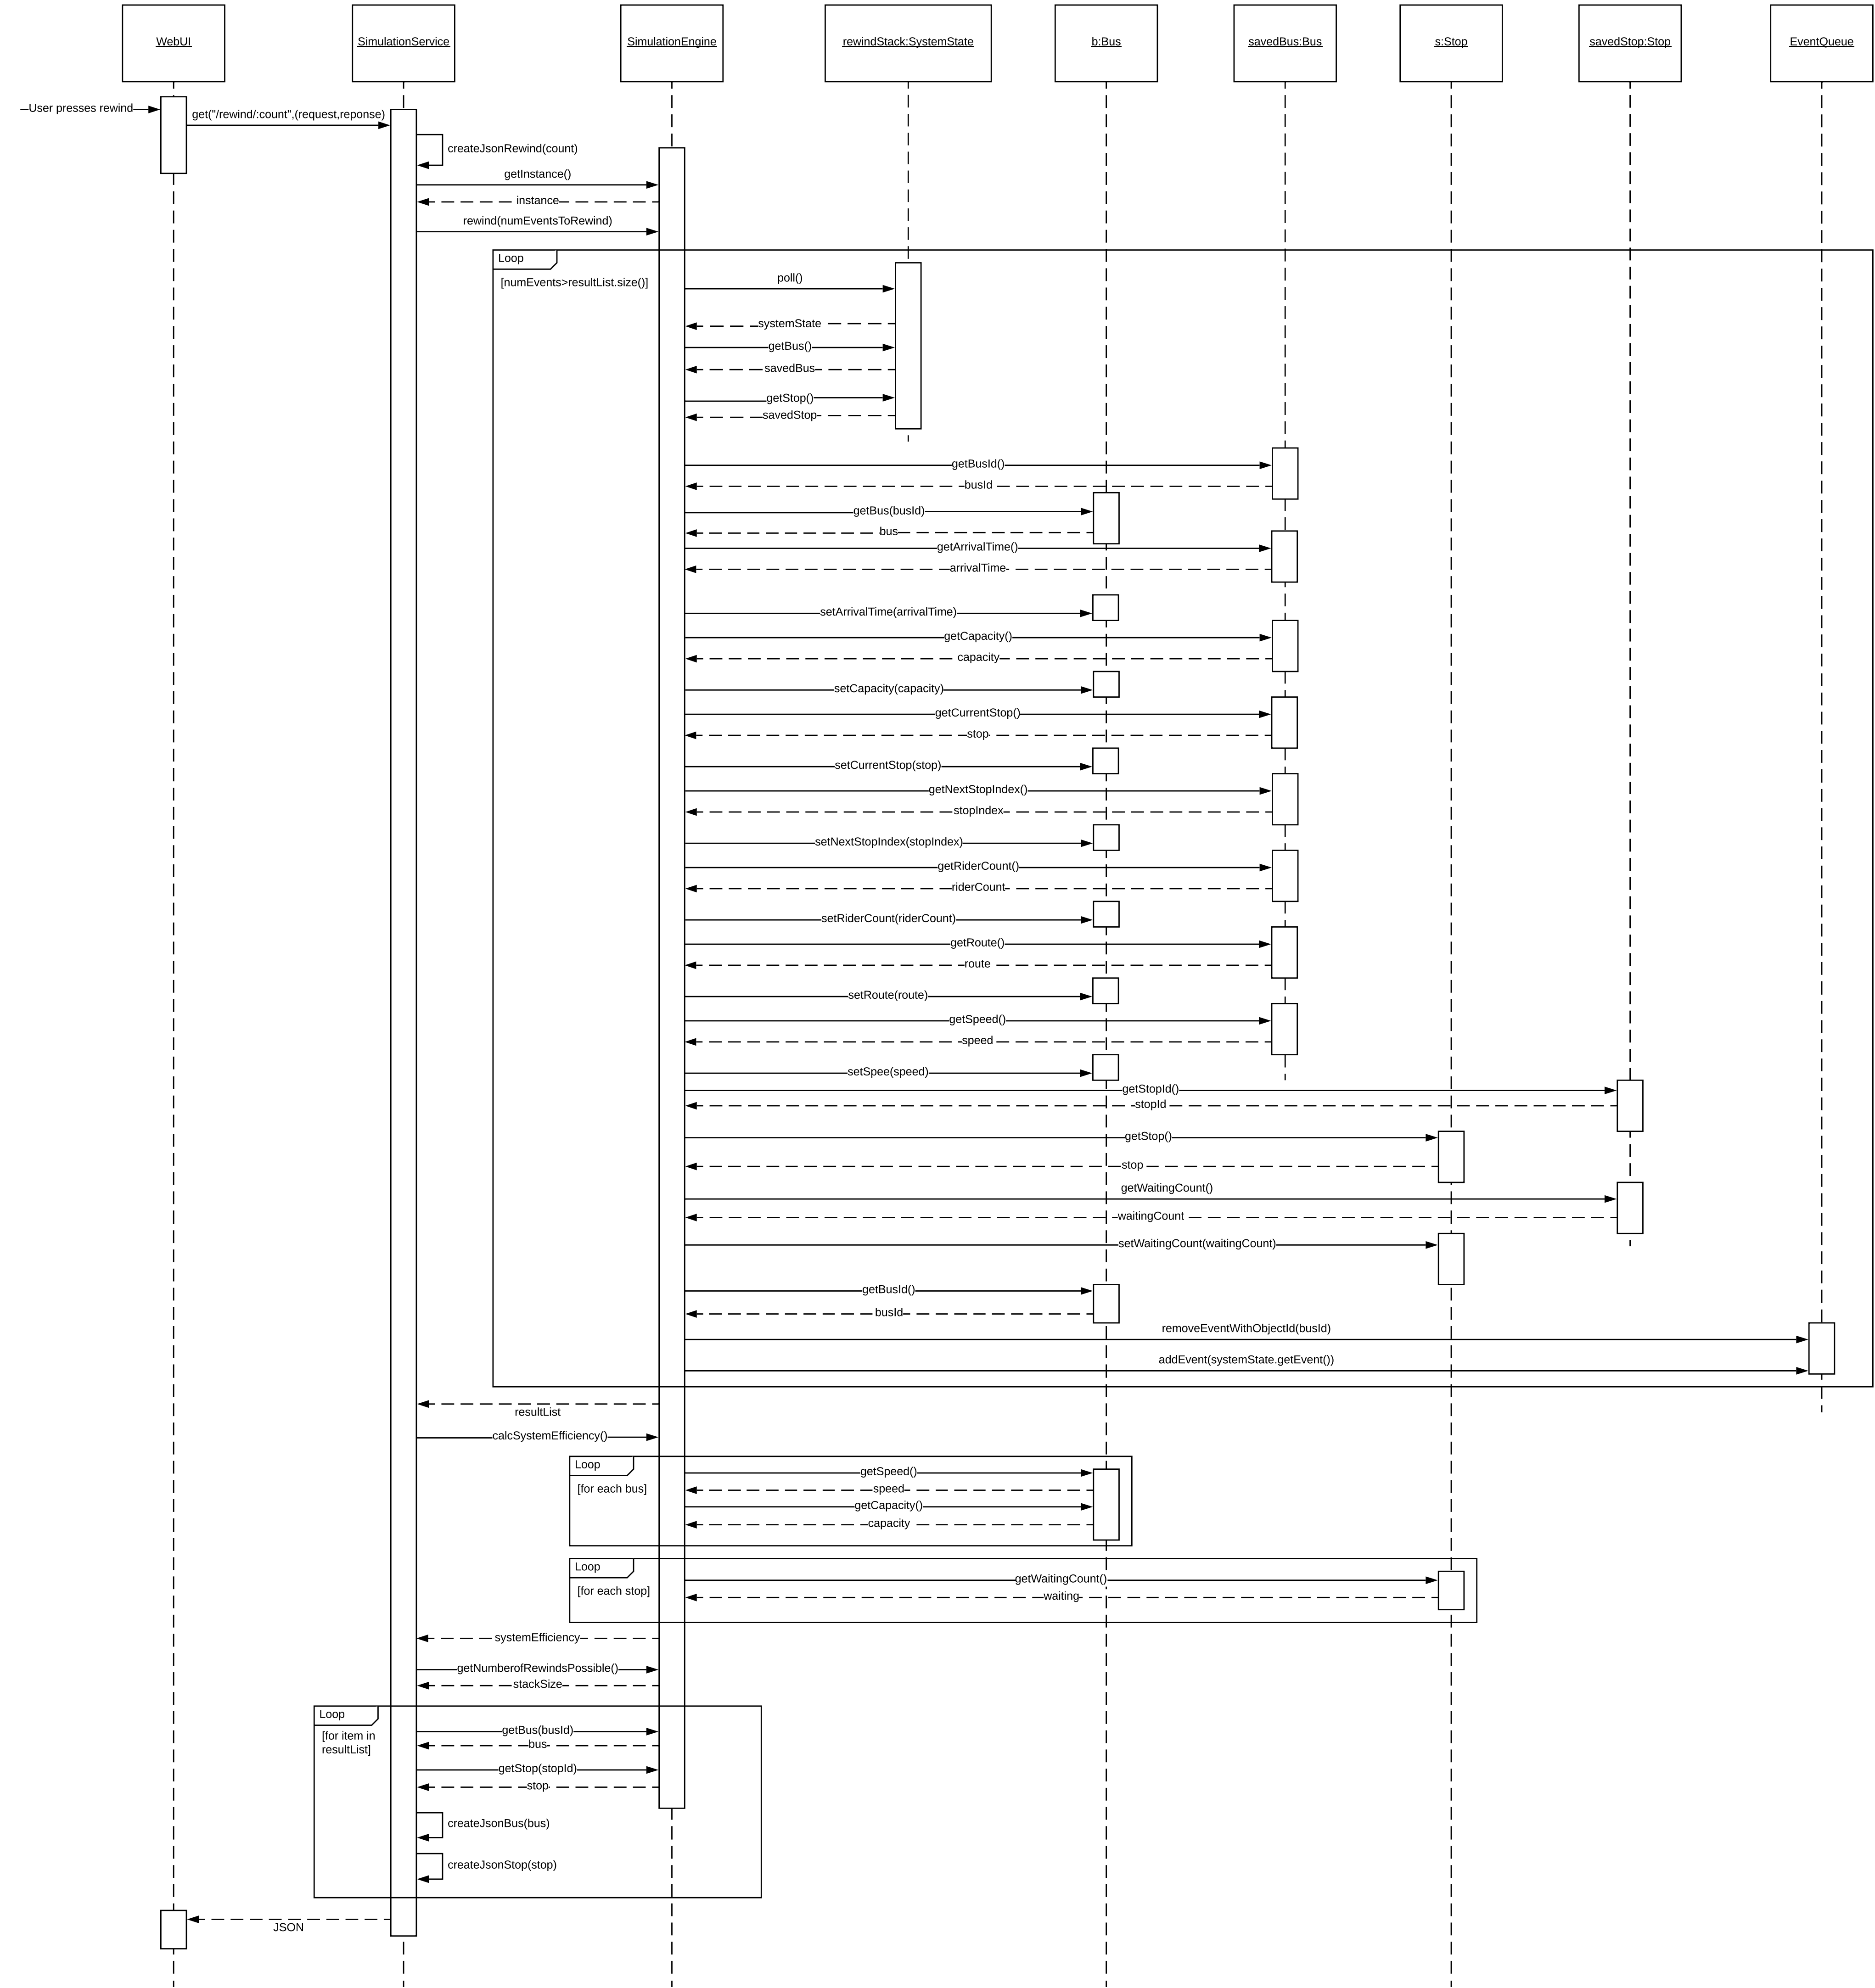 WebUI
SimulationService
SimulationEngine
rewindStack:SystemState
b:Bus
savedBus:Bus
s:Stop
savedStop:Stop
EventQueue
User presses rewind
get("/rewind/:count",(request,reponse)
createJsonRewind(count)
getInstance()
instance
rewind(numEventsToRewind)
Loop
[numEvents>resultList.size()]
poll()
systemState
getBus()
savedBus
getStop()
savedStop
getBusId()
busId
getBus(busId)
bus
getArrivalTime()
arrivalTime
setArrivalTime(arrivalTime)
getCapacity()
capacity
setCapacity(capacity)
getCurrentStop()
stop
setCurrentStop(stop)
getNextStopIndex()
stopIndex
setNextStopIndex(stopIndex)
getRiderCount()
riderCount
setRiderCount(riderCount)
getRoute()
route
setRoute(route)
getSpeed()
speed
setSpee(speed)
getStopId()
stopId
getStop()
stop
getWaitingCount()
waitingCount
setWaitingCount(waitingCount)
getBusId()
busId
removeEventWithObjectId(busId)
addEvent(systemState.getEvent())
resultList
calcSystemEfficiency()
Loop
[for each bus]
getSpeed()
speed
getCapacity()
capacity
Loop
[for each stop]
getWaitingCount()
waiting
systemEfficiency
getNumberofRewindsPossible()
stackSize
Loop
[for item in
resultList]
getBus(busId)
bus
getStop(stopId)
stop
createJsonBus(bus)
createJsonStop(stop)
JSON